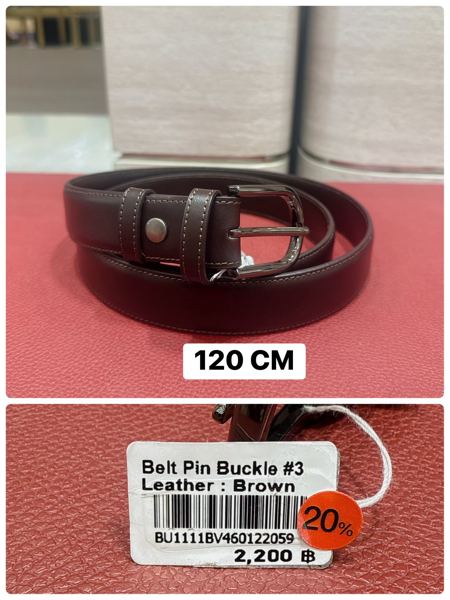 120 CM
Belt Pin Buckle #3
Leather : Brown
BU1111BV460122059
20%
2,200 ฿